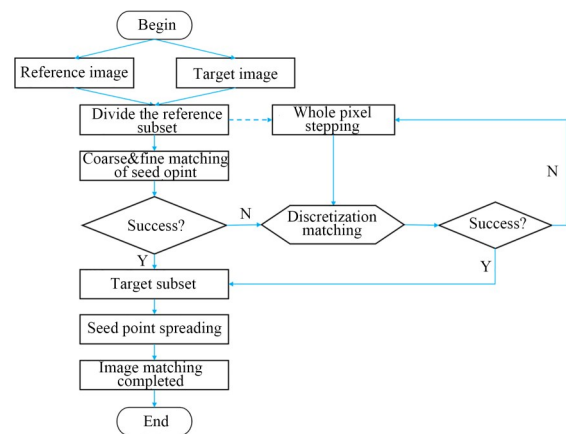 Begin
Reference image
Target image
Divide the reference
subset
Whole pixel
stepping
Coarse&fine matching
of seed opint
N
Success?
N
Discretization
matching
Success?
Y
Y
Target subset
Seed point spreading
Image matching
completed
End